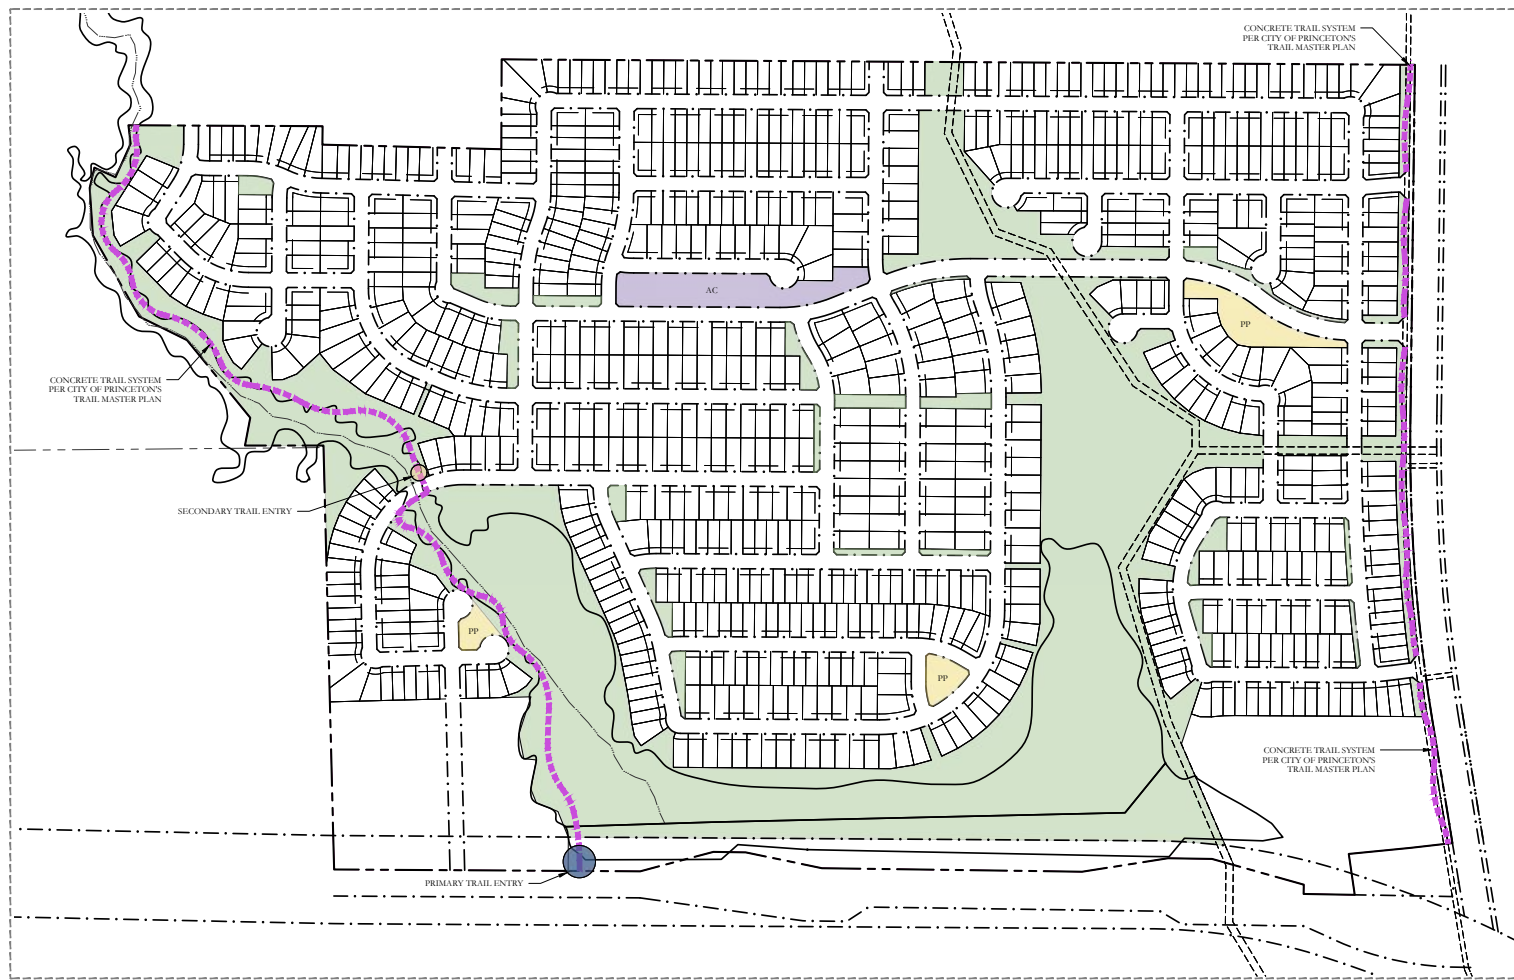 CONCRETE TRAIL SYSTEM
PER CITY OF PRINCETON'S
TRAIL MASTER PLAN
AC
PP
CONCRETE TRAIL SYSTEM
PER CITY OF PRINCETON'S
TRAIL MASTER PLAN
SECONDARY TRAIL ENTRY
PP
PP
CONCRETE TRAIL SYSTEM
PER CITY OF PRINCETON'S
TRAIL MASTER PLAN
PRIMARY TRAIL ENTRY